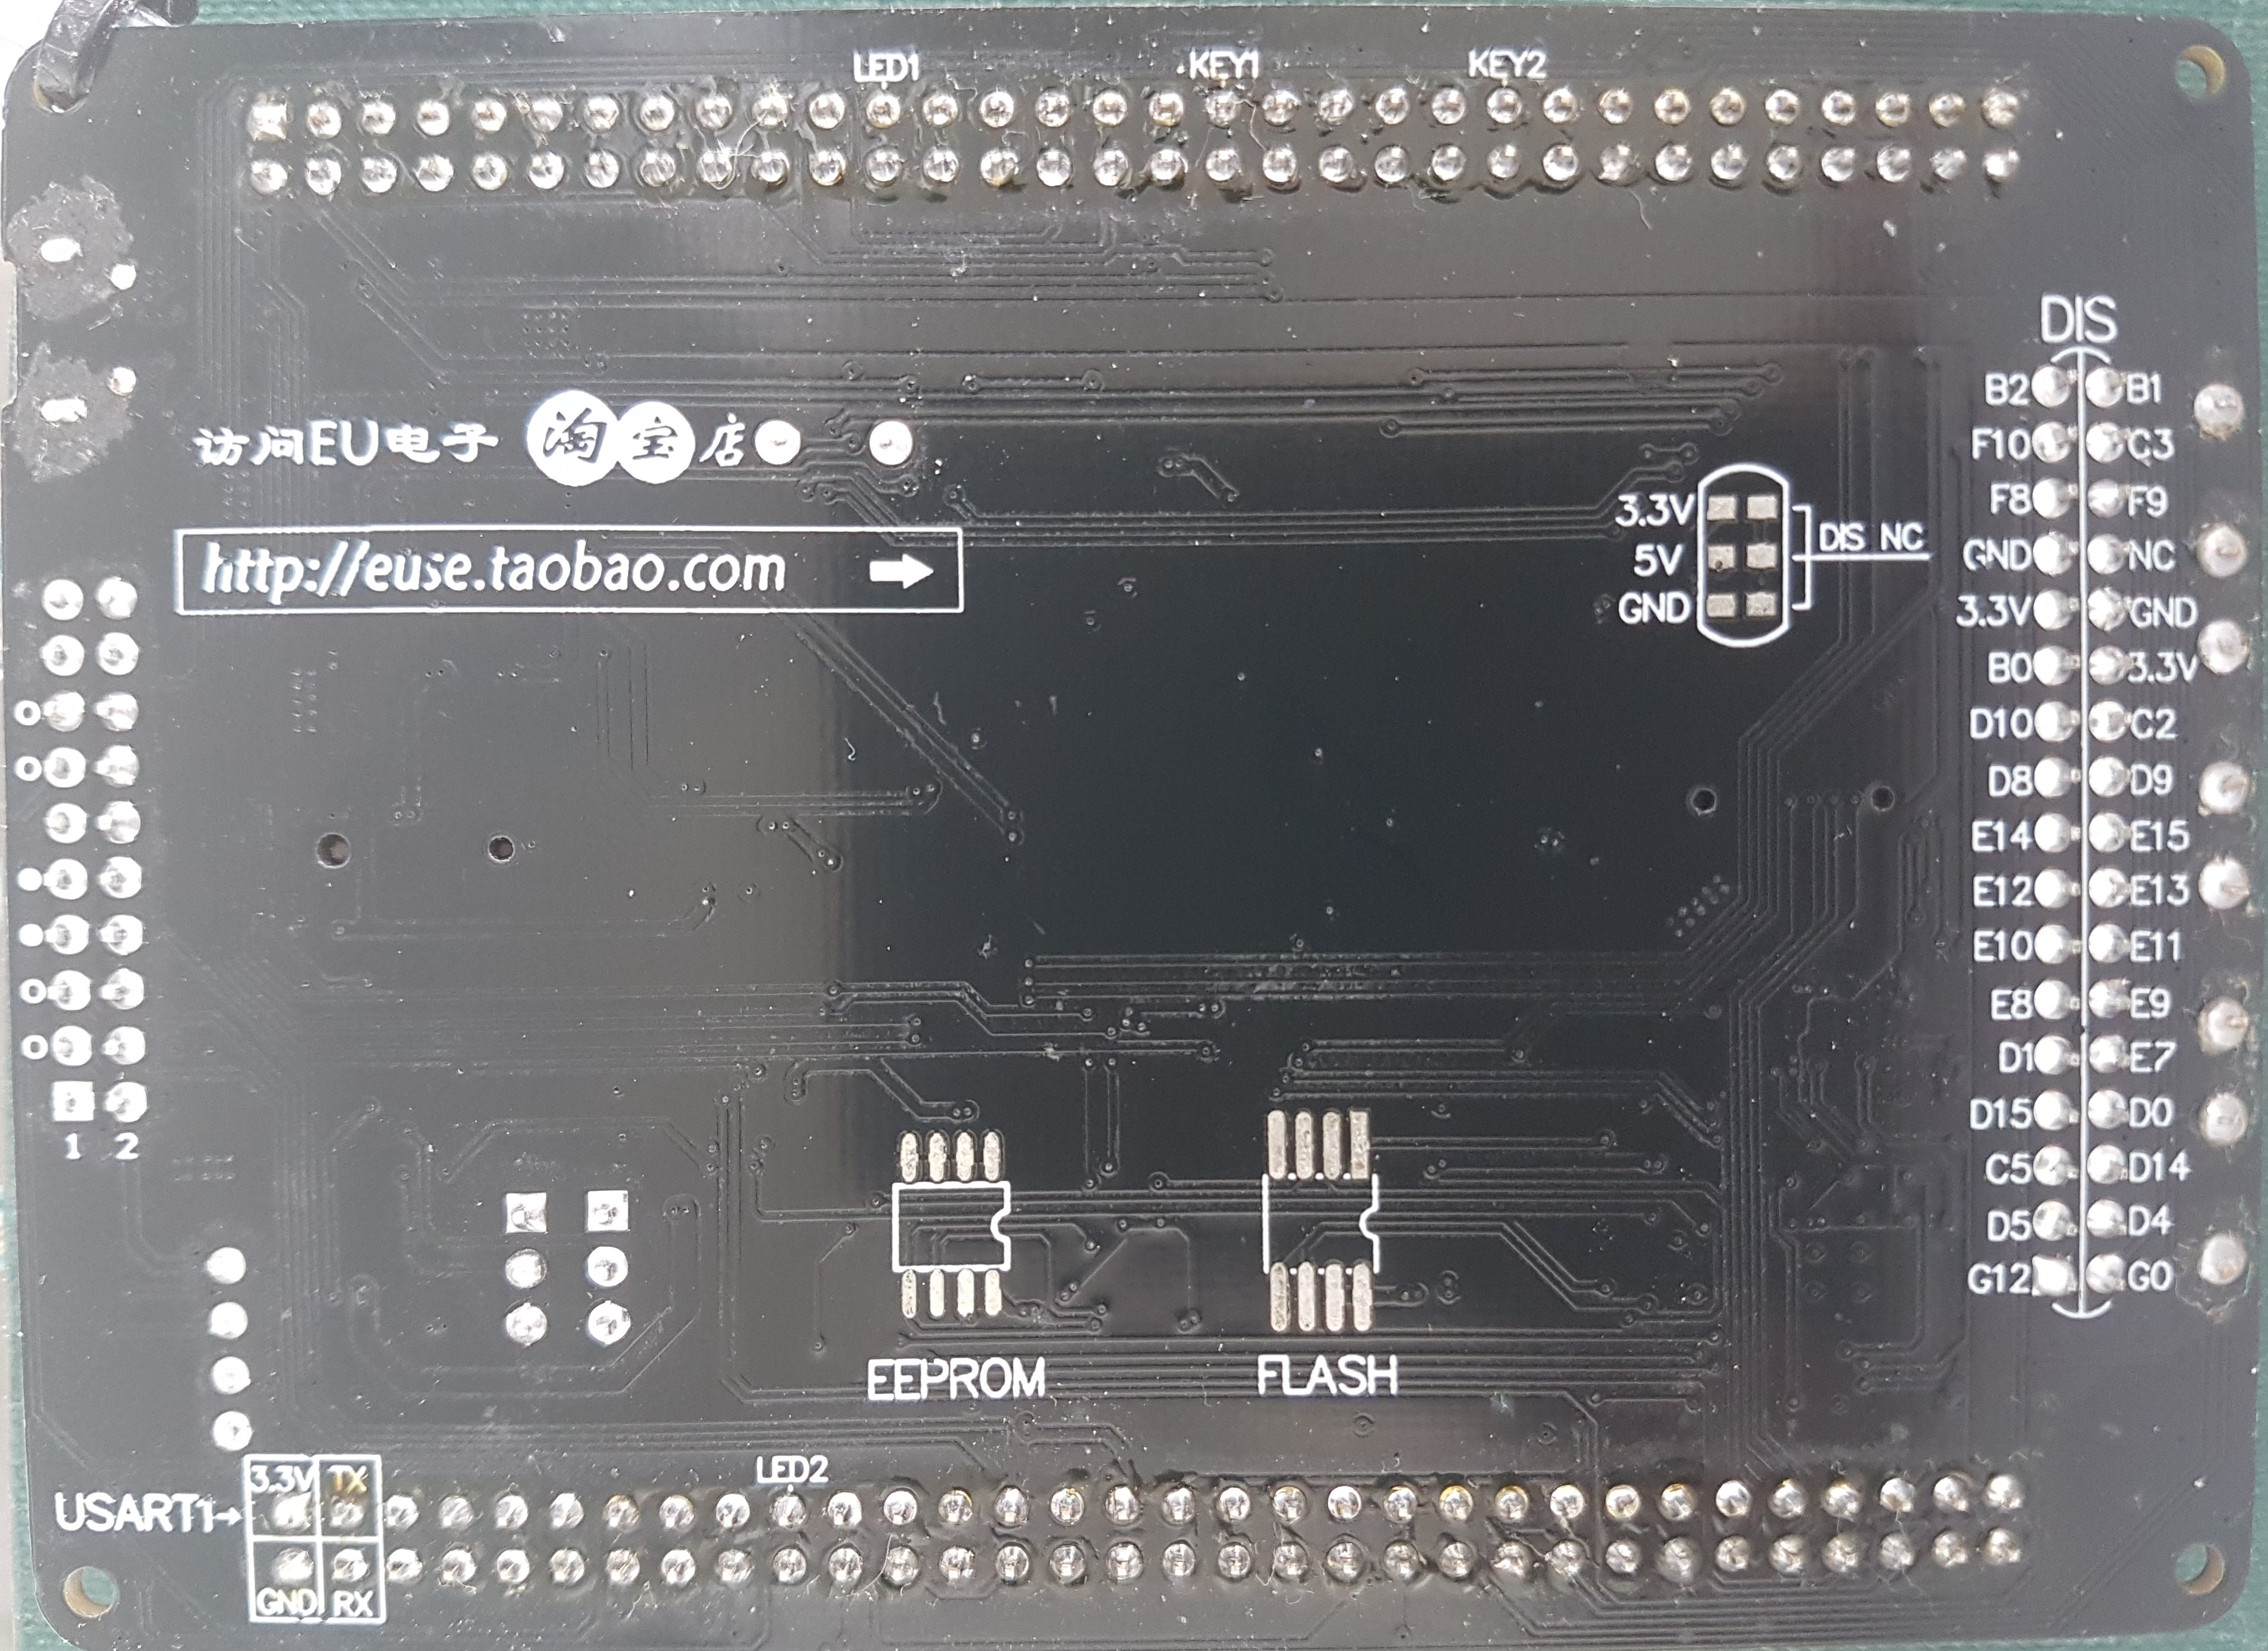 LED1 KEY1 KEY2
DIS
B2 B1
F10 C3
F8 F9
GND NC
3.3V GND
B0 3.3V
D10 C2
D8 D9
E14 E15
E12 E13
E10 E11
E8 E9
D1 E7
D15 D0
C5 D14
D5 D4
G12 G0
访问EU电子 淘宝店
http://euse.taobao.com
3.3V
5V
GND
DIS NC
1 2
EEPROM FLASH
LED2
USART1
3.3V TX
GND RX